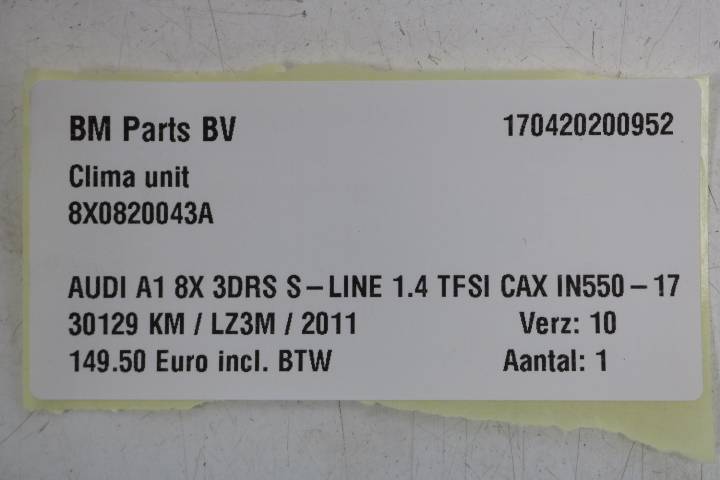 BM Parts BV 170420200952
Clima unit
8X0820043A
AUDI A1 8X 3DRS S-LINE 1.4 TFSI CAX IN550-17
30129 KM / LZ3M / 2011 Verz: 10
149.50 Euro incl. BTW Aantal: 1